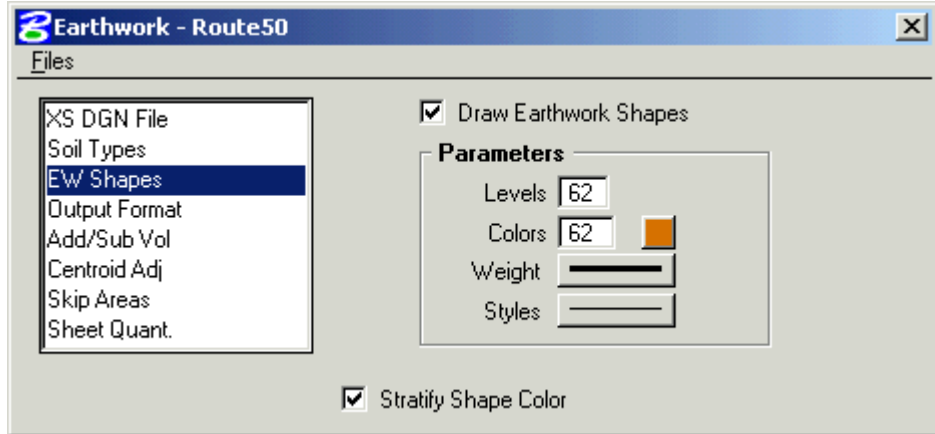 Earthwork - Route50
Files
XS DGN File
Soil Types
EW Shapes
Output Format
Add/Sub Vol
Centroid Adj
Skip Areas
Sheet Quant.
Draw Earthwork Shapes
Parameters
Levels 62
Colors 62
Weight
Styles
Stratify Shape Color